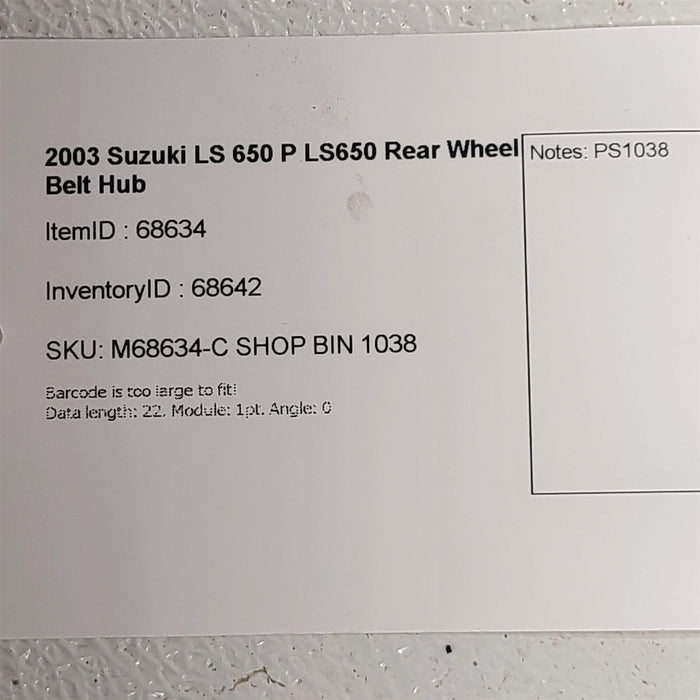 2003 Suzuki LS 650 P LS650 Rear Wheel
Belt Hub
Notes: PS1038
ItemID : 68634
InventoryID : 68642
SKU: M68634-C SHOP BIN 1038
Barcode is too large to fit!
Data length: 22. Module: 1pt. Angle: 0